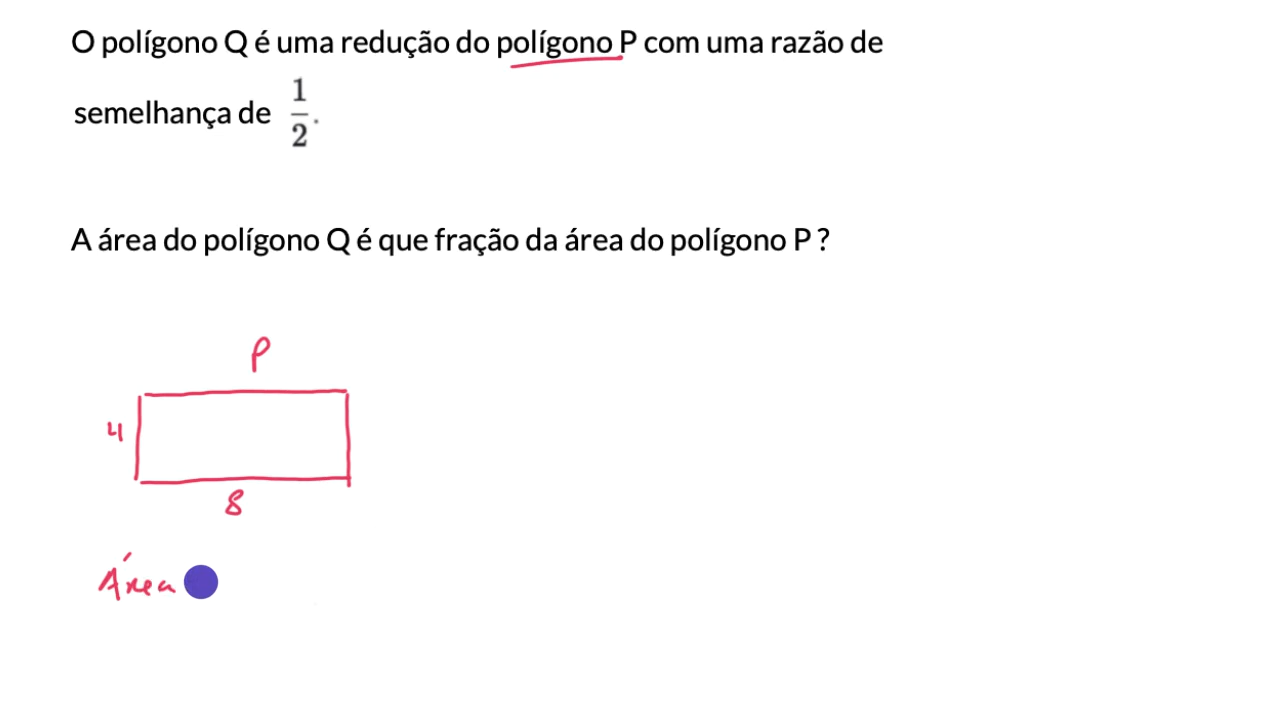 O polígono Q é uma redução do polígono P com uma razão de
semelhança de 1/2.
A área do polígono Q é que fração da área do polígono P ?
P
4
8
Área